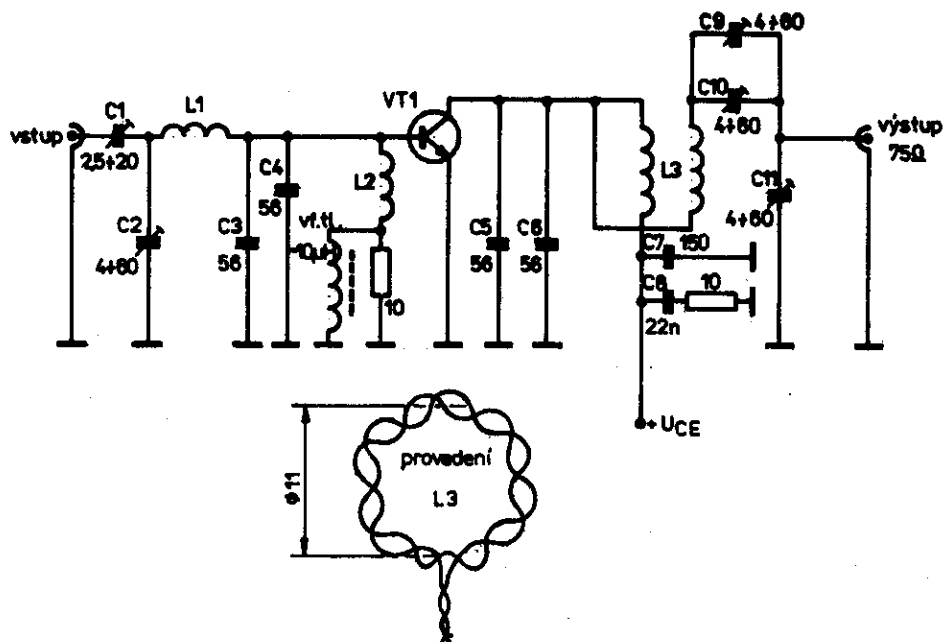 C9 4÷60
C10
4÷60
vstup
C1
2,5÷20
L1
VT1
L3
výstup
75Ω
C2
4÷60
C3
56
C4
56
L2
vf.tl.
10μH
10
C5
56
C6
56
C7 150
C8 10
22n
C11
4÷60
+ UCE
⌀11
provedení
L3